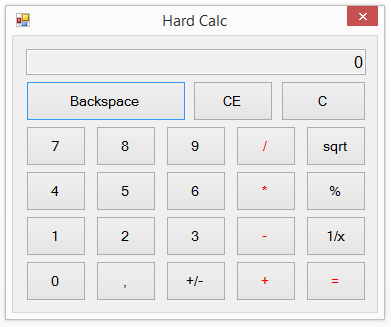 Hard Calc
0
Backspace CE C
7 8 9 / sqrt
4 5 6 * %
1 2 3 - 1/x
0 , +/- + =